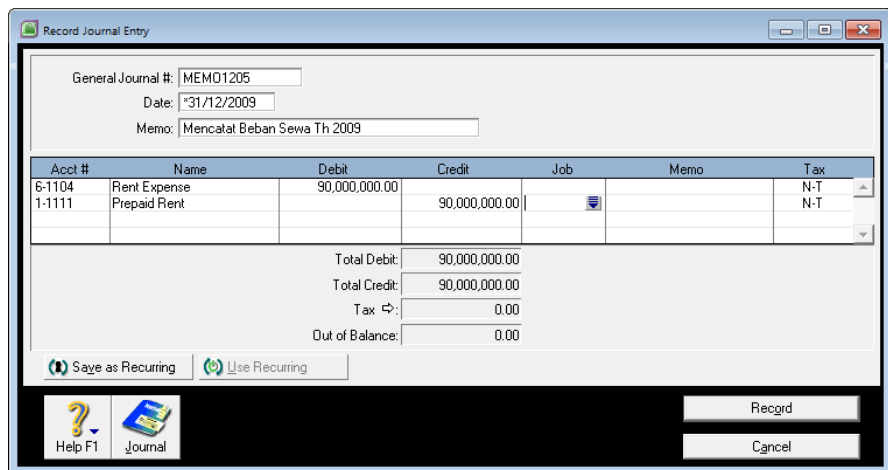 Record Journal Entry
General Journal #: MEMO1205
Date: *31/12/2009
Memo: Mencatat Beban Sewa Th 2009
Acct # Name Debit Credit Job Memo Tax
6-1104 Rent Expense 90,000,000.00 N-T
1-1111 Prepaid Rent 90,000,000.00 N-T
Total Debit: 90,000,000.00
Total Credit: 90,000,000.00
Tax ⇨: 0.00
Out of Balance: 0.00
Save as Recurring Use Recurring
Help F1 Journal
Record
Cancel